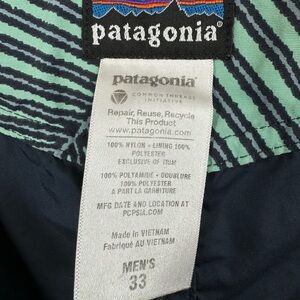 patagonia®
patagonia®
COMMON THREADS
INITIATIVE
Repair, Reuse, Recycle
This Product
www.patagonia.com
100% NYLON • LINING 100%
POLYESTER
EXCLUSIVE OF TRIM
100% POLYAMIDE • DOUBLURE
100% POLYESTER
A PART LA GARNITURE
MFG DATE AND LOCATION AT
PCPSIA.COM
Made in VIETNAM
Fabriqué AU VIETNAM
MEN'S
33